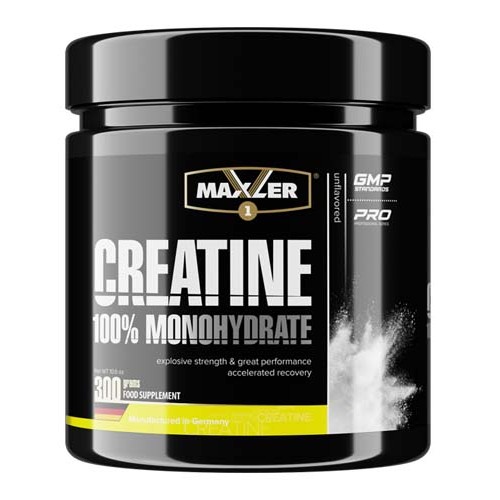 MAXLER
1
CREATINE
100% MONOHYDRATE
explosive strength & great performance
accelerated recovery
300 grams
FOOD SUPPLEMENT
Manufactured in Germany
CREATINE
CREATINE
unflavored
GMP
STANDARDS
PRO